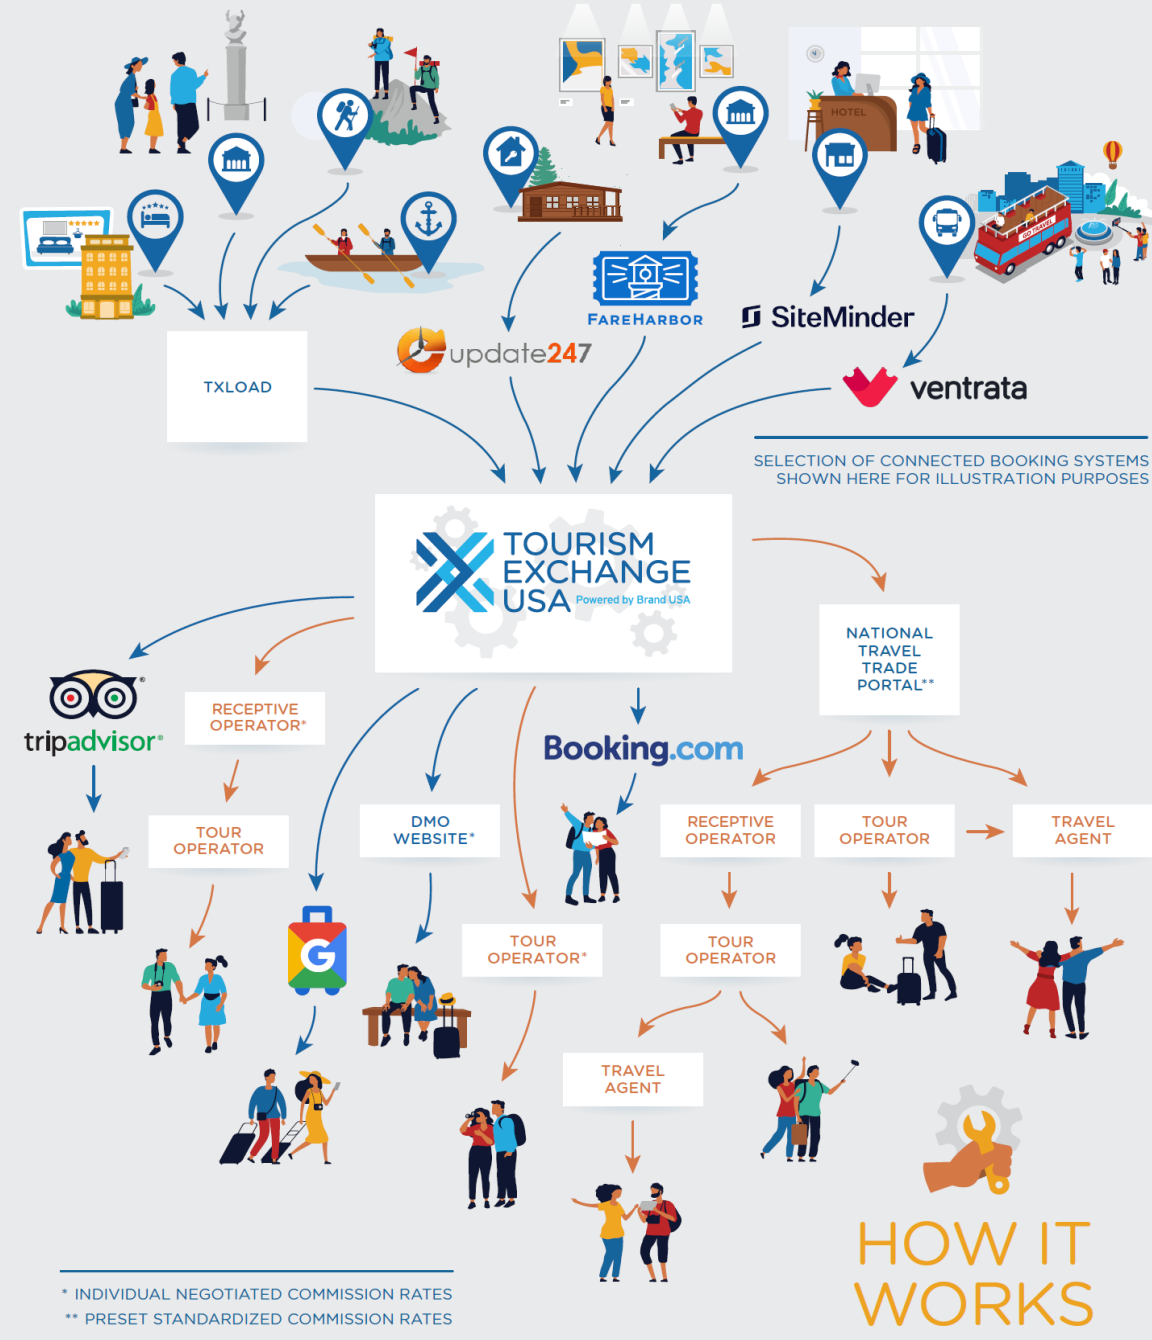 HOTEL
GO TRAVEL
FAREHARBOR
SiteMinder
update247
TXLOAD
ventrata
SELECTION OF CONNECTED BOOKING SYSTEMS
SHOWN HERE FOR ILLUSTRATION PURPOSES
TOURISM
EXCHANGE
USA Powered by Brand USA
NATIONAL
TRAVEL
TRADE
PORTAL**
tripadvisor®
RECEPTIVE
OPERATOR*
Booking.com
TOUR
OPERATOR
DMO
WEBSITE*
RECEPTIVE
OPERATOR
TOUR
OPERATOR
TRAVEL
AGENT
G
TOUR
OPERATOR*
TOUR
OPERATOR
TRAVEL
AGENT
HOW IT
WORKS
* INDIVIDUAL NEGOTIATED COMMISSION RATES
** PRESET STANDARDIZED COMMISSION RATES